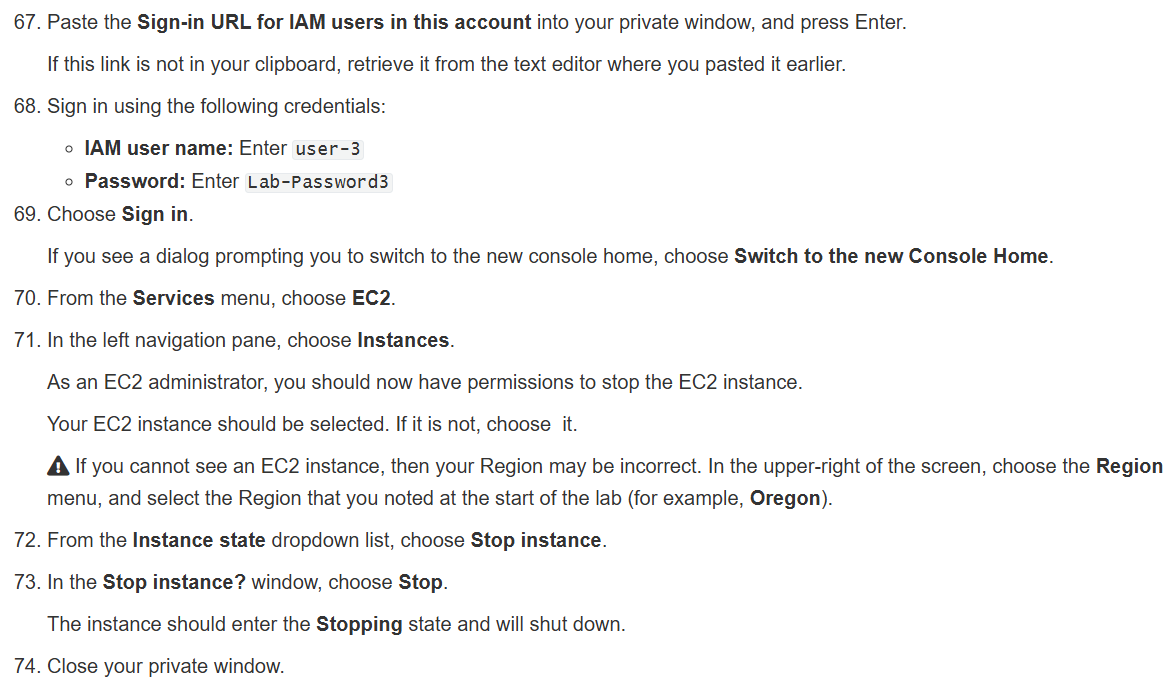 67. Paste the Sign-in URL for IAM users in this account into your private window, and press Enter.
If this link is not in your clipboard, retrieve it from the text editor where you pasted it earlier.
68. Sign in using the following credentials:
IAM user name: Enter user-3
Password: Enter Lab-Password3
69. Choose Sign in.
If you see a dialog prompting you to switch to the new console home, choose Switch to the new Console Home.
70. From the Services menu, choose EC2.
71. In the left navigation pane, choose Instances.
As an EC2 administrator, you should now have permissions to stop the EC2 instance.
Your EC2 instance should be selected. If it is not, choose  it.
If you cannot see an EC2 instance, then your Region may be incorrect. In the upper-right of the screen, choose the Region
menu, and select the Region that you noted at the start of the lab (for example, Oregon).
72. From the Instance state dropdown list, choose Stop instance.
73. In the Stop instance? window, choose Stop.
The instance should enter the Stopping state and will shut down.
74. Close your private window.